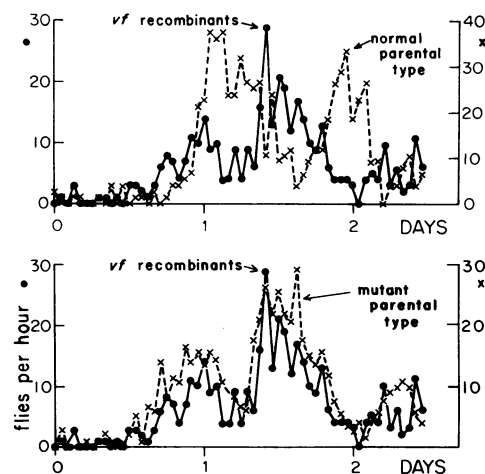 vf recombinants
normal
parental
type
30
20
10
0
40
x
30
20
10
0
0
1
2
DAYS
vf recombinants
mutant
parental
type
flies per hour
30
20
10
0
30
x
20
10
0
1
2
DAYS